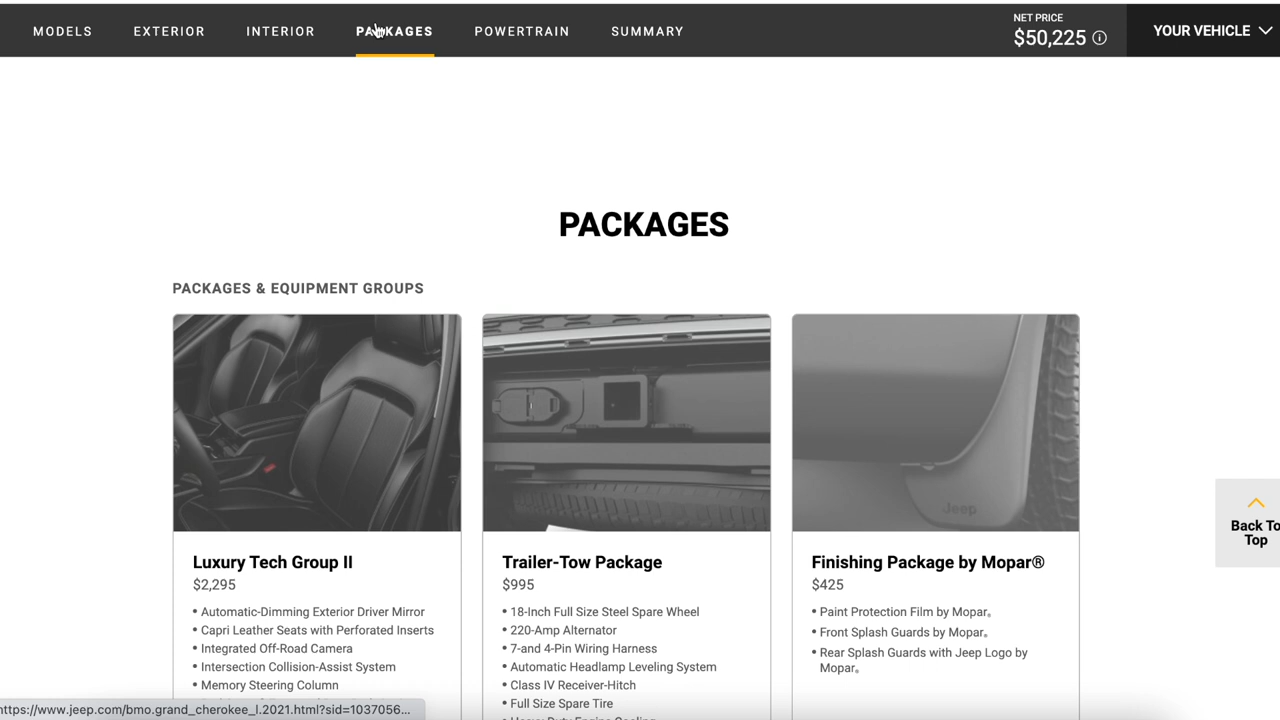 MODELS EXTERIOR INTERIOR PACKAGES POWERTRAIN SUMMARY
NET PRICE
$50,225
YOUR VEHICLE
PACKAGES
PACKAGES & EQUIPMENT GROUPS
Jeep
Luxury Tech Group II
$2,295
• Automatic-Dimming Exterior Driver Mirror
• Capri Leather Seats with Perforated Inserts
• Integrated Off-Road Camera
• Intersection Collision-Assist System
• Memory Steering Column
Trailer-Tow Package
$995
• 18-Inch Full Size Steel Spare Wheel
• 220-Amp Alternator
• 7-and 4-Pin Wiring Harness
• Automatic Headlamp Leveling System
• Class IV Receiver-Hitch
• Full Size Spare Tire
• Heavy Duty Engine Cooling
Finishing Package by Mopar®
$425
• Paint Protection Film by Mopar®
• Front Splash Guards by Mopar®
• Rear Splash Guards with Jeep Logo by
Mopar®
Back To
Top
https://www.jeep.com/bmo.grand_cherokee_l.2021.html?sid=1037056...